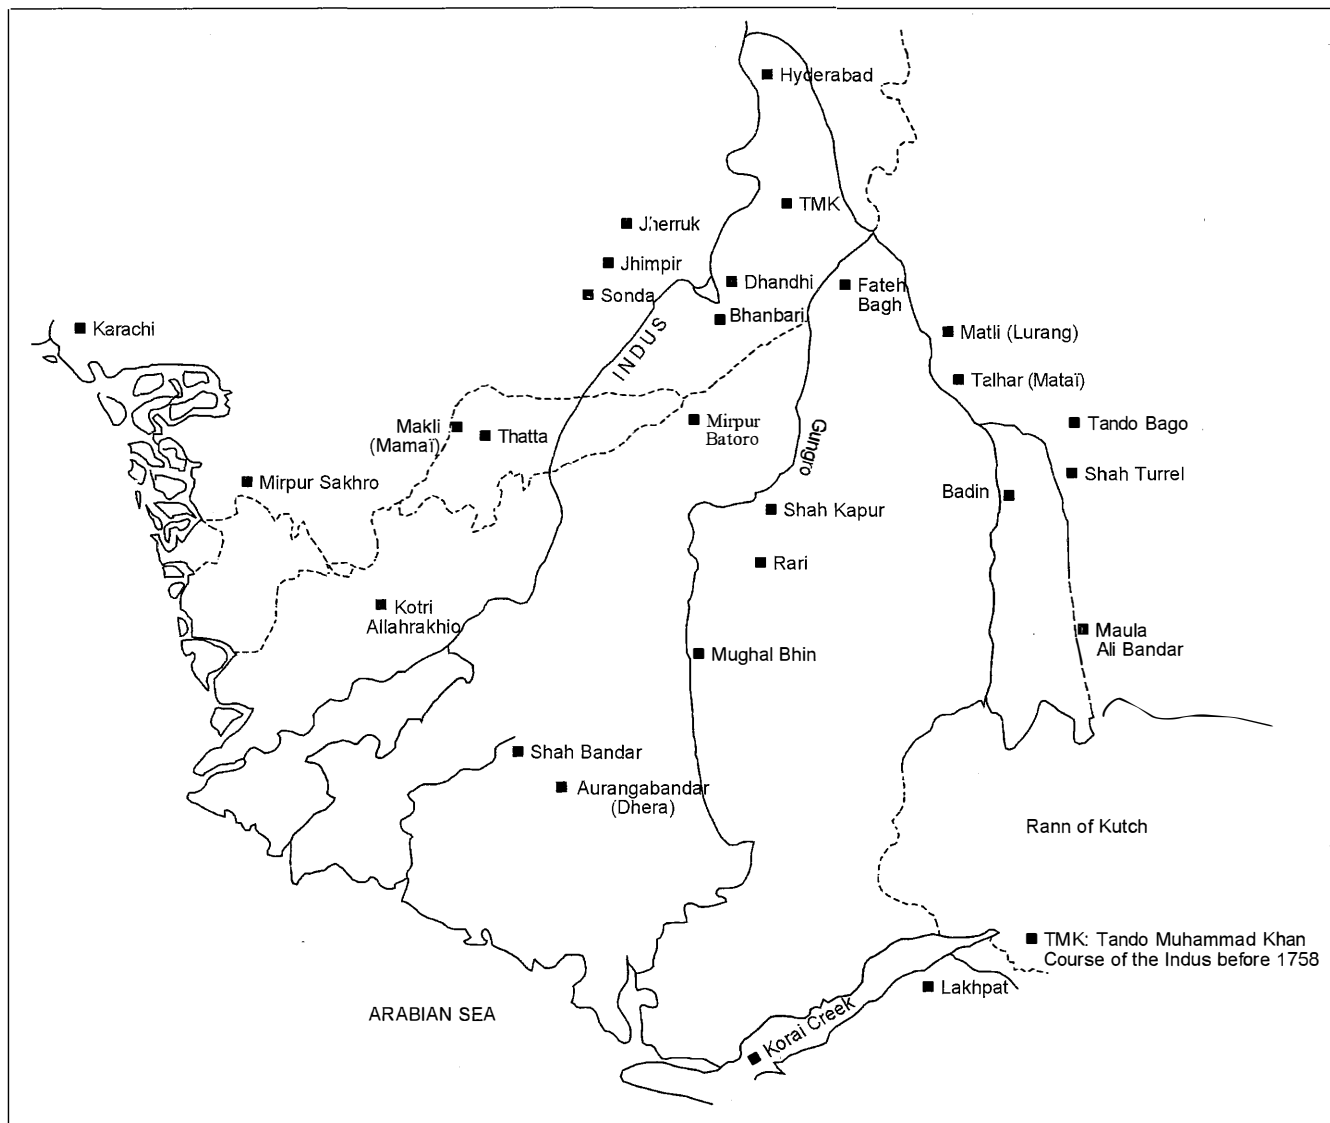 Hyderabad
TMK
Jherruk
Jhimpir
Sonda
Dhandhi
Fateh
Bagh
Bhanbari
Karachi
INDUS
Matli (Lurang)
Talhar (Mataï)
Makli
(Mamaï)
Thatta
Mirpur
Batoro
Gungro
Tando Bago
Mirpur Sakhro
Shah Turrel
Badin
Shah Kapur
Rari
Kotri
Allahrakhio
Maula
Ali Bandar
Mughal Bhin
Shah Bandar
Aurangabandar
(Dhera)
Rann of Kutch
TMK: Tando Muhammad Khan
Course of the Indus before 1758
Lakhpat
ARABIAN SEA
Korai Creek